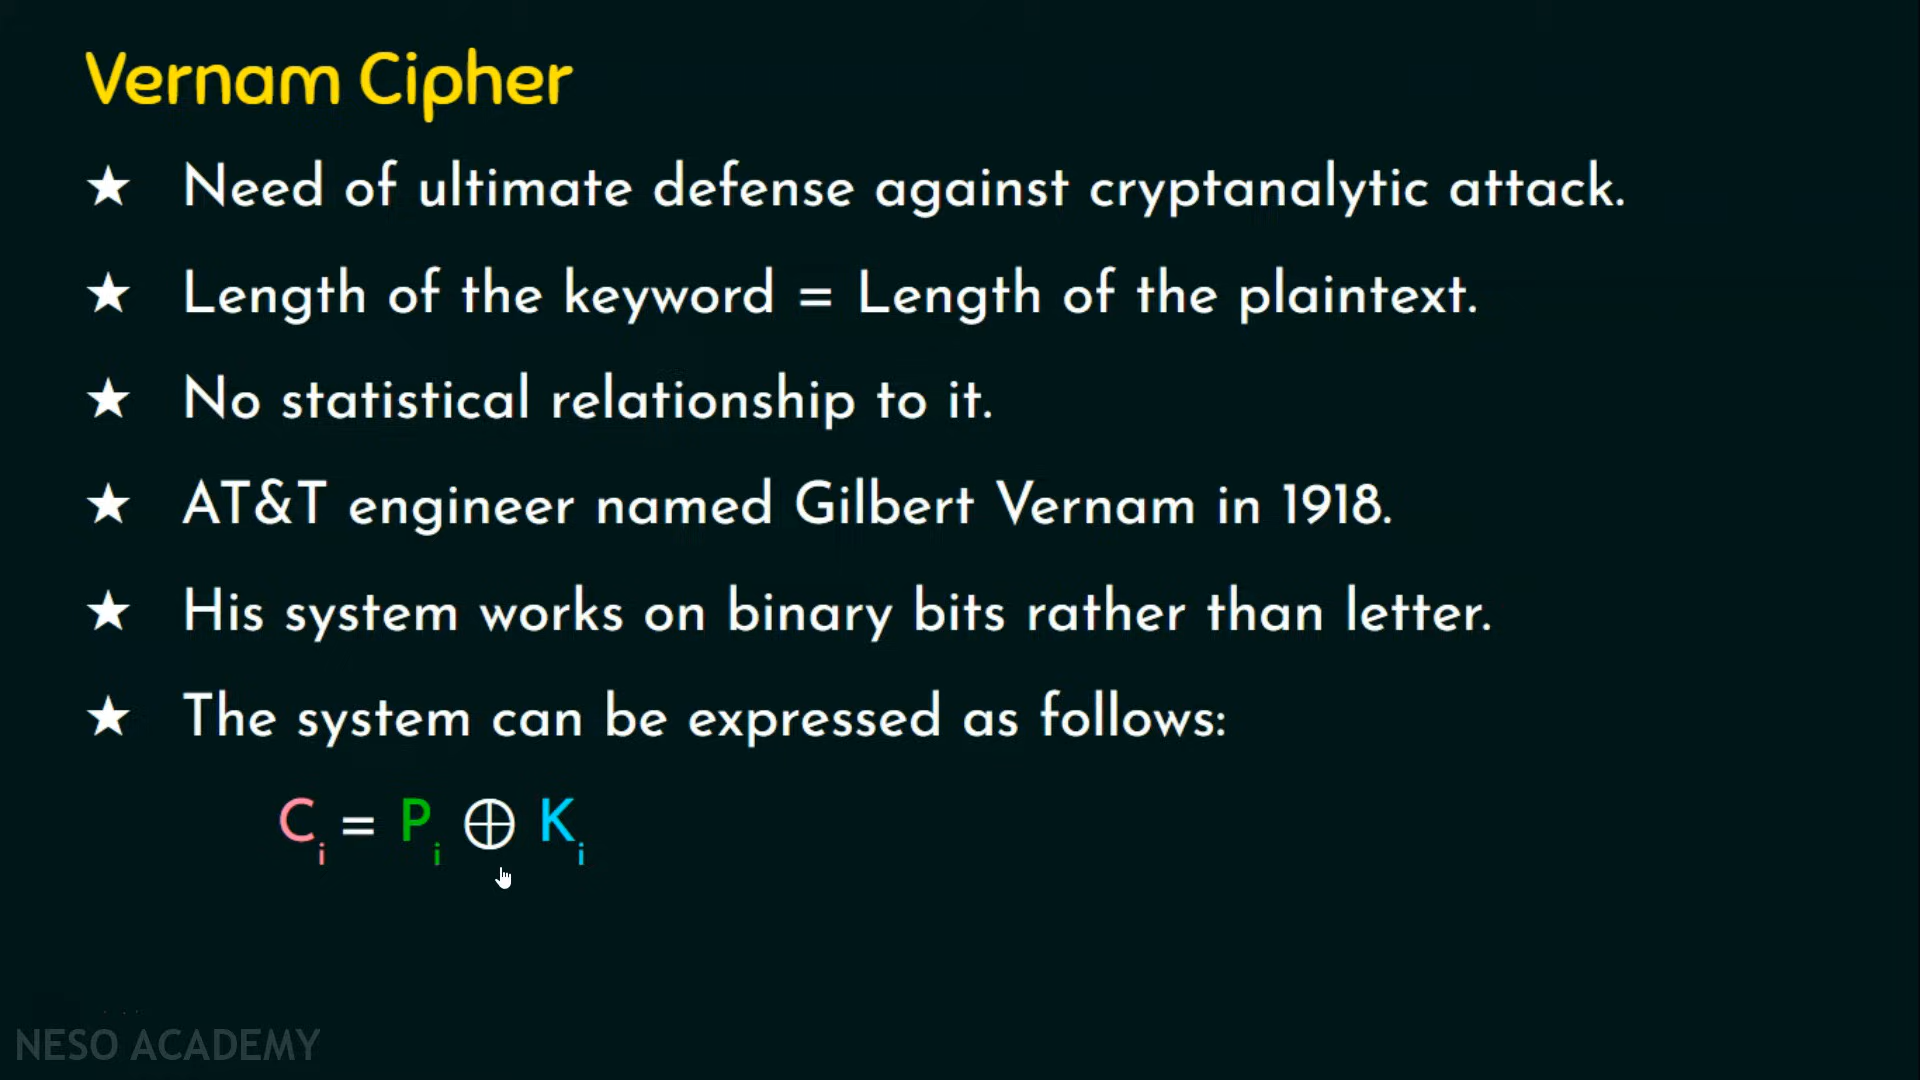 Vernam Cipher
★ Need of ultimate defense against cryptanalytic attack.
★ Length of the keyword = Length of the plaintext.
★ No statistical relationship to it.
★ AT&T engineer named Gilbert Vernam in 1918.
★ His system works on binary bits rather than letter.
★ The system can be expressed as follows:
Cᵢ = Pᵢ ⊕ Kᵢ
NESO ACADEMY